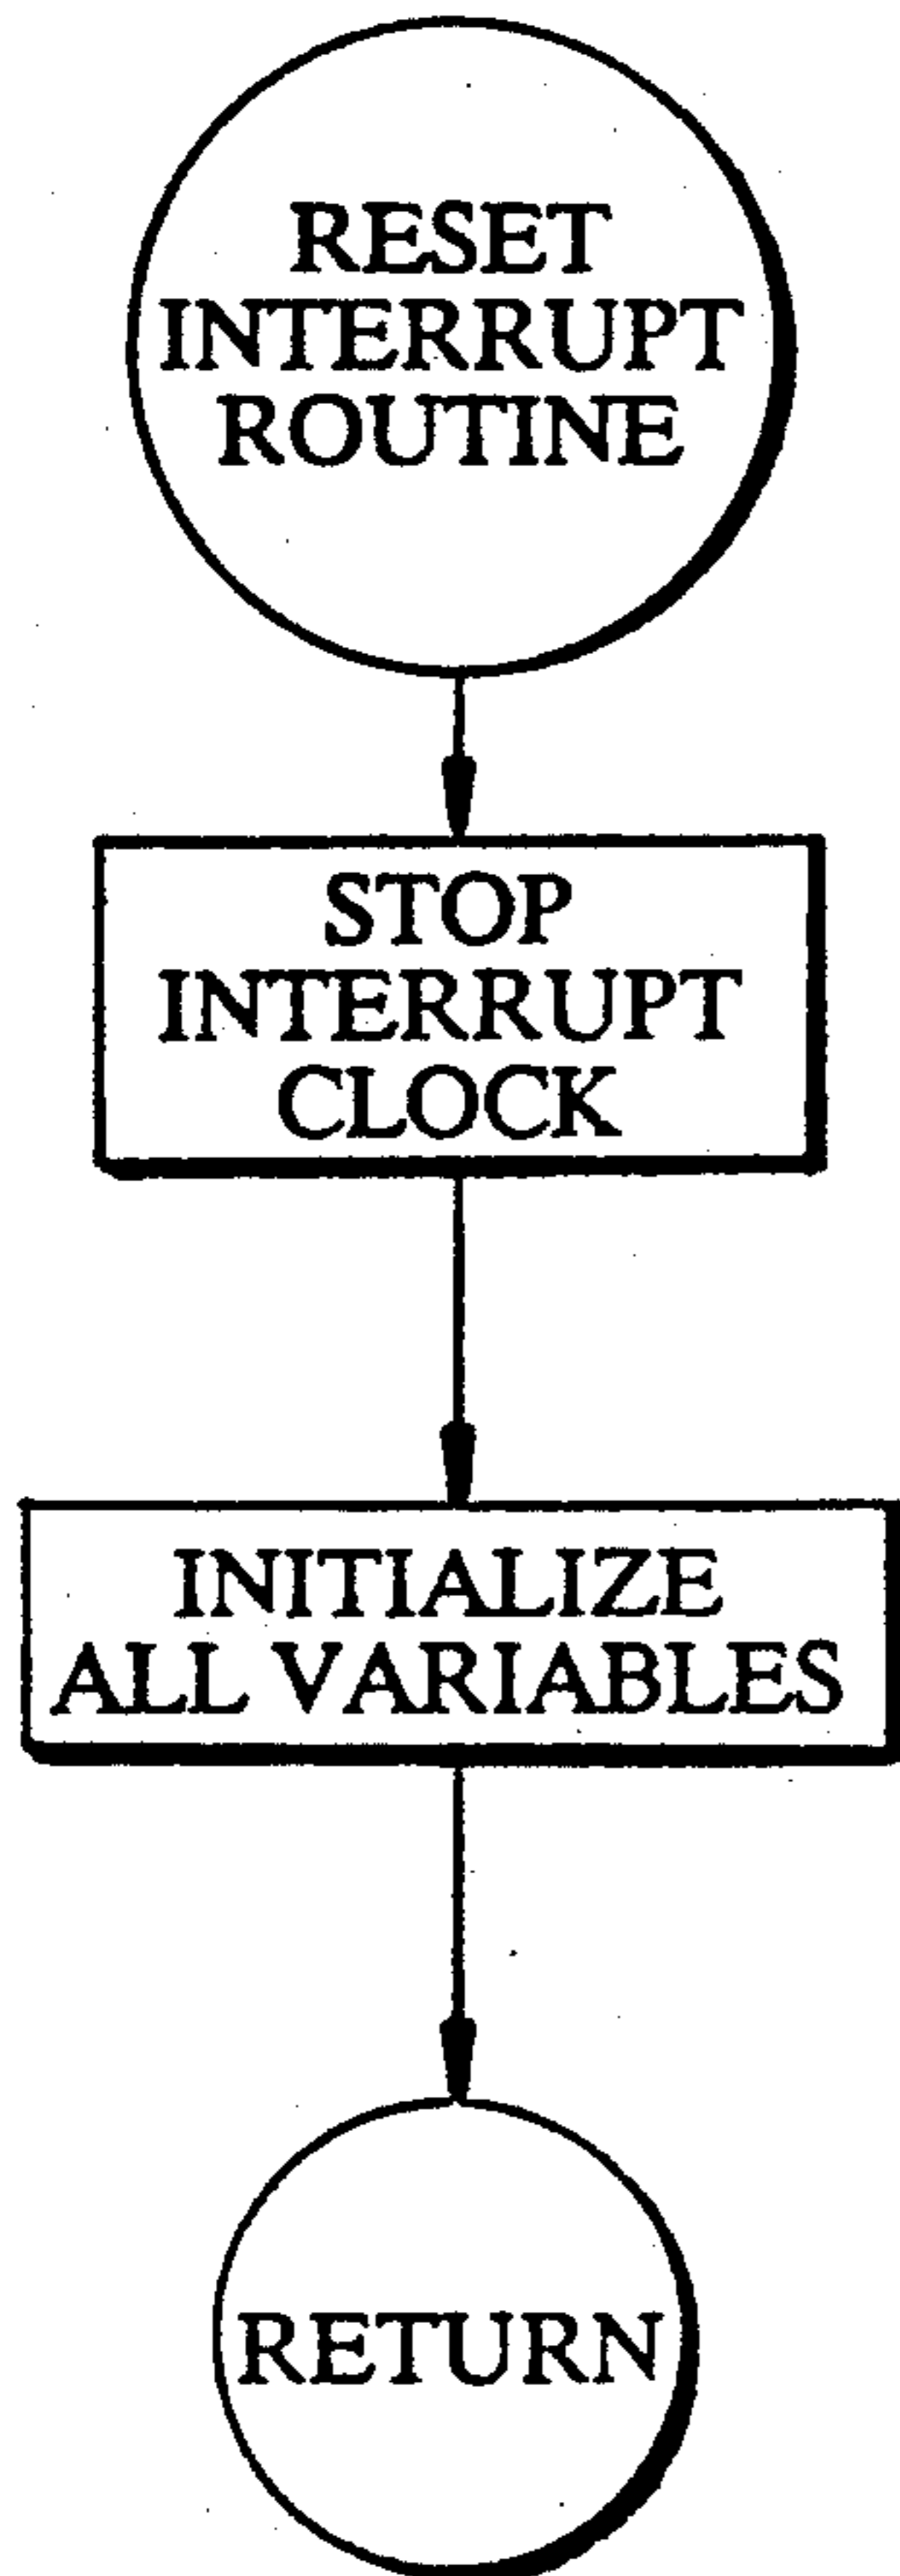 RESET
INTERRUPT
ROUTINE
STOP
INTERRUPT
CLOCK
INITIALIZE
ALL VARIABLES
RETURN